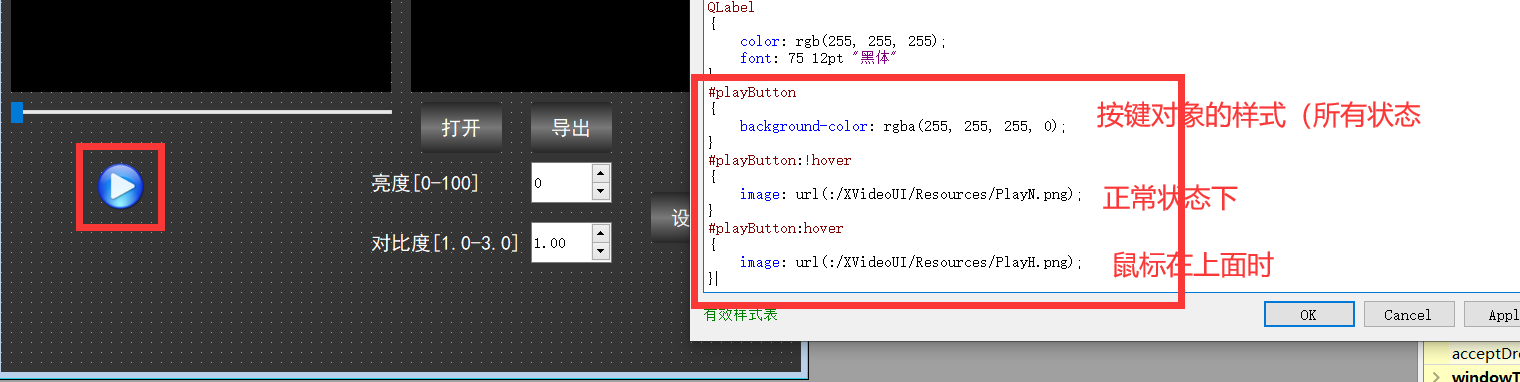 QLabel
{
color: rgb(255, 255, 255);
font: 75 12pt "黑体"
}
#playButton
{
background-color: rgba(255, 255, 255, 0);
}
#playButton:!hover
{
image: url(:/XVideoUI/Resources/PlayN.png);
}
#playButton:hover
{
image: url(:/XVideoUI/Resources/PlayH.png);
}
按键对象的样式（所有状态
正常状态下
鼠标在上面时
打开
导出
亮度[0-100]
0
设
对比度[1.0-3.0]
1.00
有效样式表
OK
Cancel
Appl
acceptDr
windowT